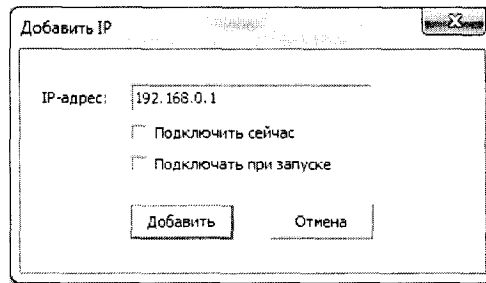 Добавить IP
IP-адрес: 192.168.0.1
Подключить сейчас
Подключать при запуске
Добавить Отмена